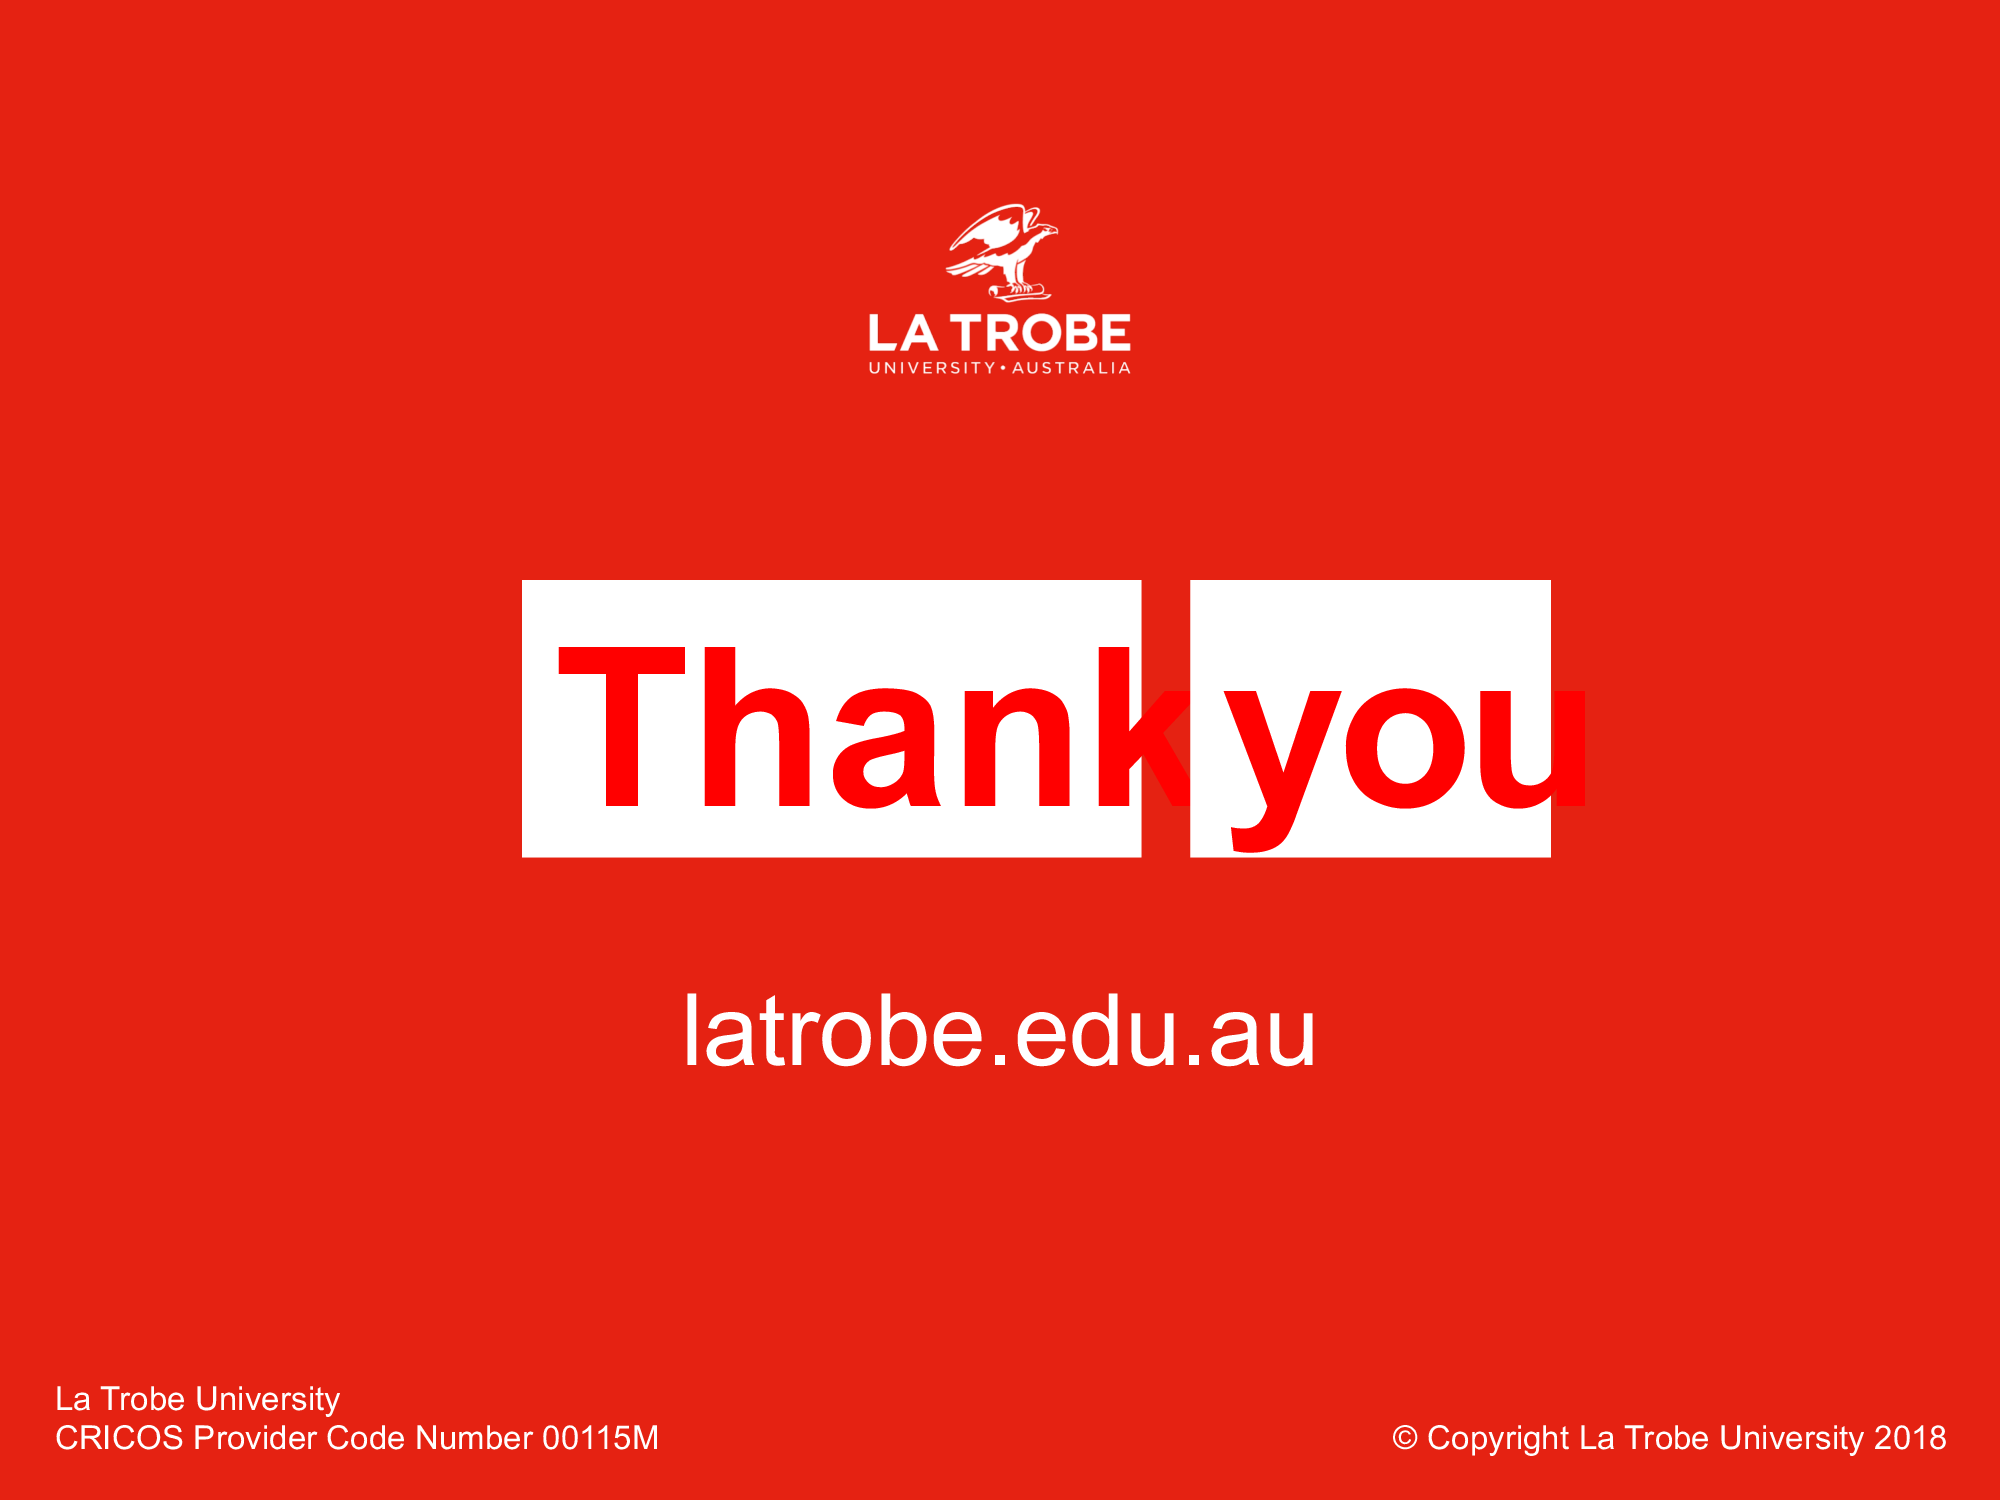 LA TROBE
UNIVERSITY • AUSTRALIA
Thank you
latrobe.edu.au
La Trobe University
CRICOS Provider Code Number 00115M
© Copyright La Trobe University 2018